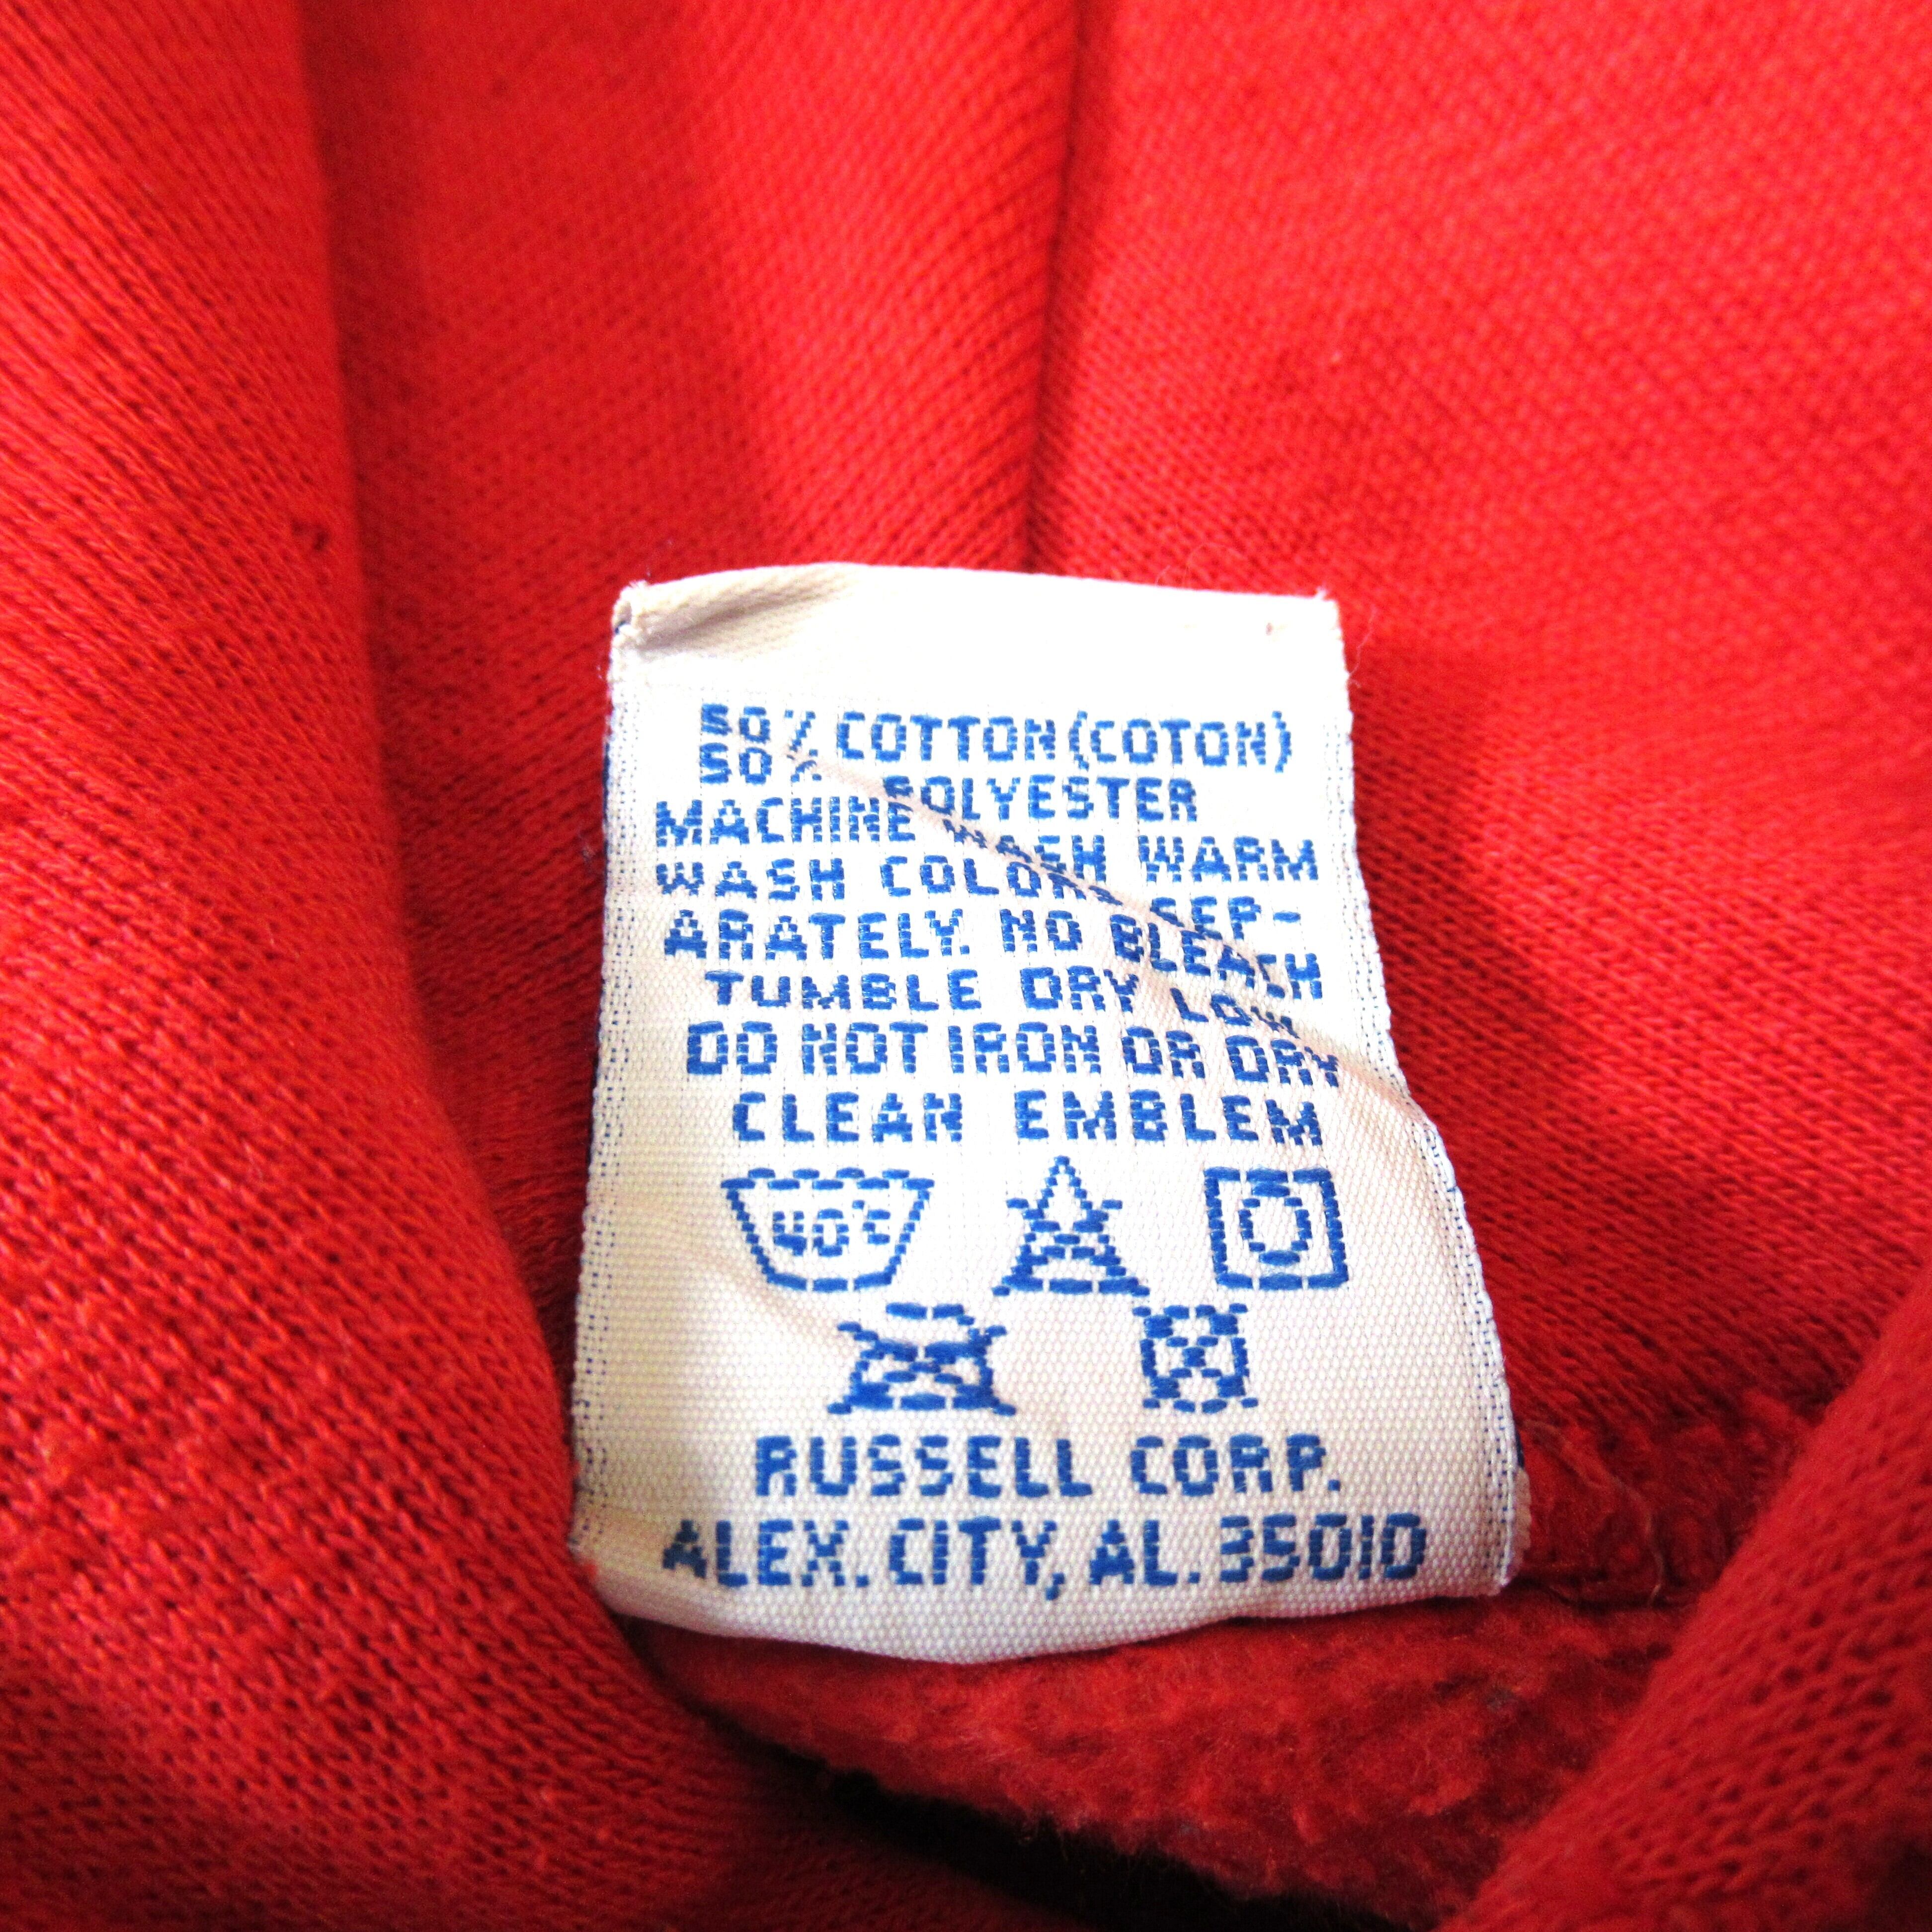 50% COTTON (COTON)
50% POLYESTER
MACHINE WASH WARM
WASH COLORS SEP-
ARATELY. NO BLEACH
TUMBLE DRY LOW
DO NOT IRON OR DRY
CLEAN EMBLEM
40°C
RUSSELL CORP.
ALEX. CITY, AL. 35010